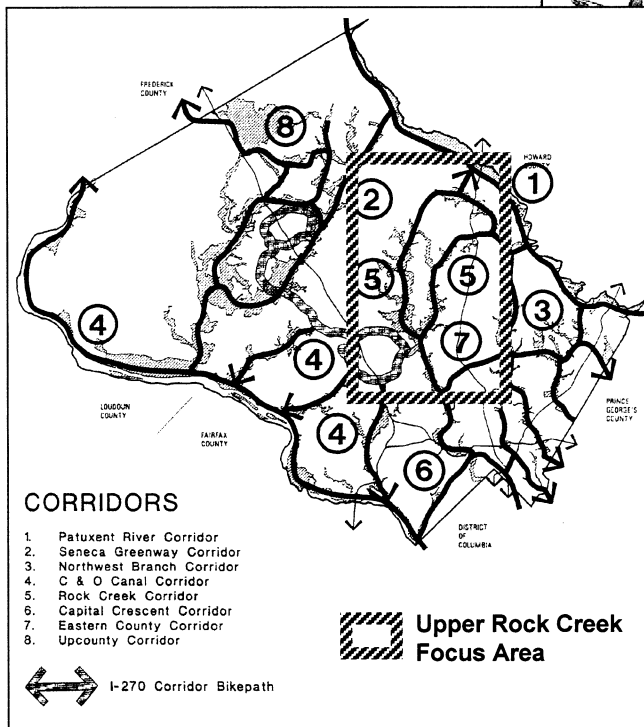 FREDERICK
COUNTY
8
HOWARD
1
2
5
5
3
4
4
7
LOUDOUN
COUNTY
FAIRFAX
COUNTY
4
PRINCE
GEORGE'S
COUNTY
6
DISTRICT
OF
COLUMBIA
CORRIDORS
1. Patuxent River Corridor
2. Seneca Greenway Corridor
3. Northwest Branch Corridor
4. C & O Canal Corridor
5. Rock Creek Corridor
6. Capital Crescent Corridor
7. Eastern County Corridor
8. Upcounty Corridor
I-270 Corridor Bikepath
Upper Rock Creek
Focus Area